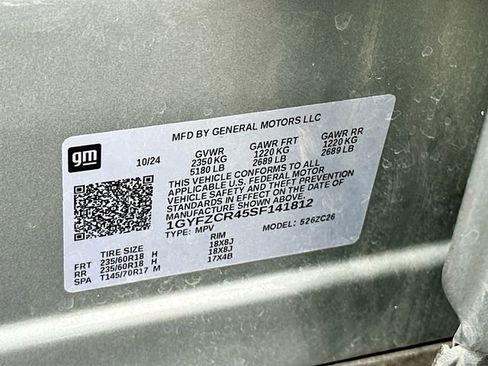 MFD BY GENERAL MOTORS LLC
gm
10/24 GVWR GAWR FRT GAWR RR
2350 KG 1220 KG 1220 KG
5180 LB 2689 LB 2689 LB
THIS VEHICLE CONFORMS TO ALL
APPLICABLE U.S. FEDERAL MOTOR
VEHICLE SAFETY AND THEFT PREVENTION
STANDARDS IN EFFECT ON THE DATE OF
MANUFACTURE SHOWN ABOVE.
1GYFZCR45SF141812
TYPE: MPV MODEL: 526ZC26
TIRE SIZE RIM
FRT 235/60R18 H 18X8J
RR 235/60R18 H 18X8J
SPA T145/70R17 M 17X4B